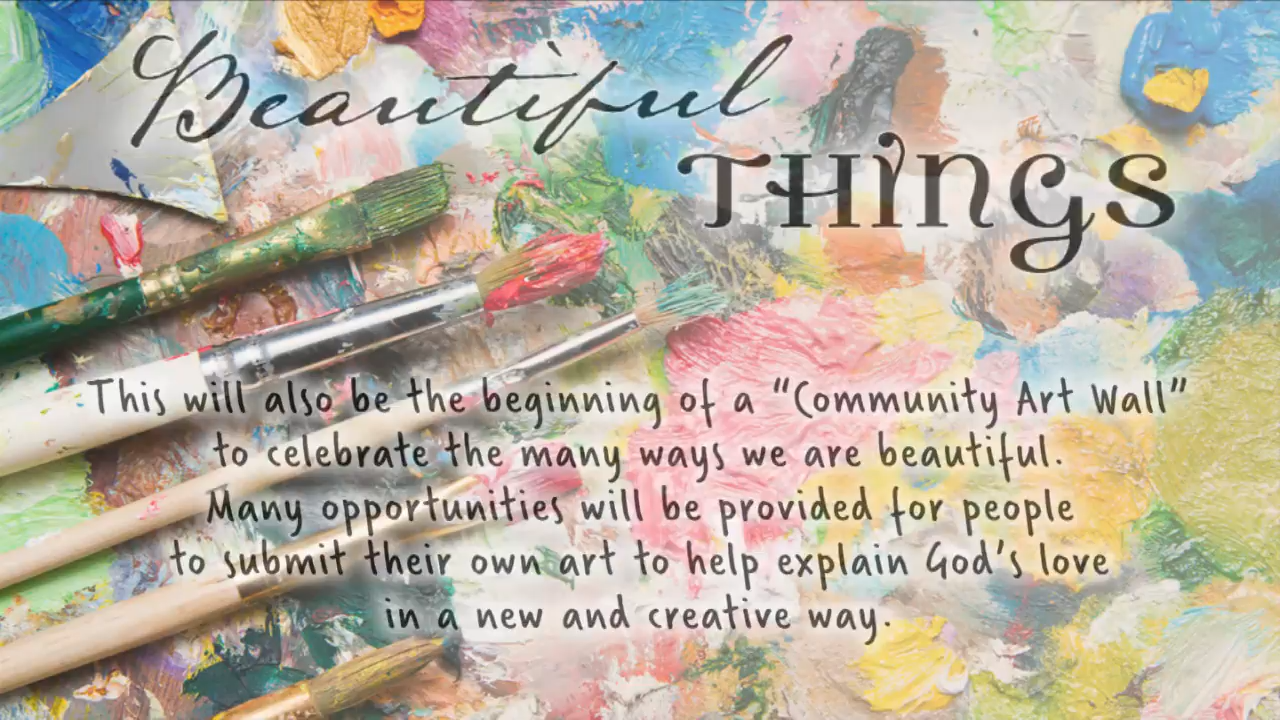 Beautiful
THINGS
This will also be the beginning of a “Community Art Wall”
to celebrate the many ways we are beautiful.
Many opportunities will be provided for people
to submit their own art to help explain God’s love
in a new and creative way.